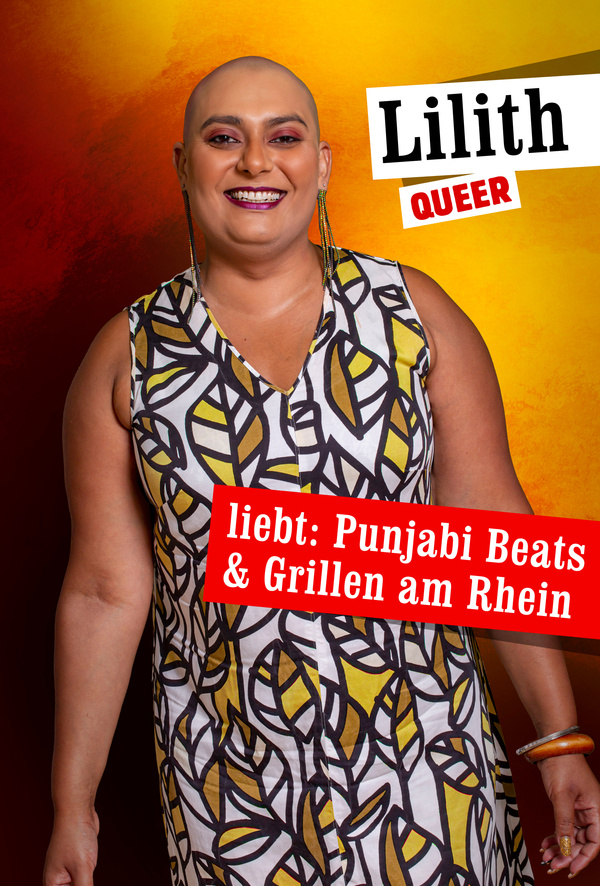 Lilith
QUEER
liebt: Punjabi Beats
& Grillen am Rhein